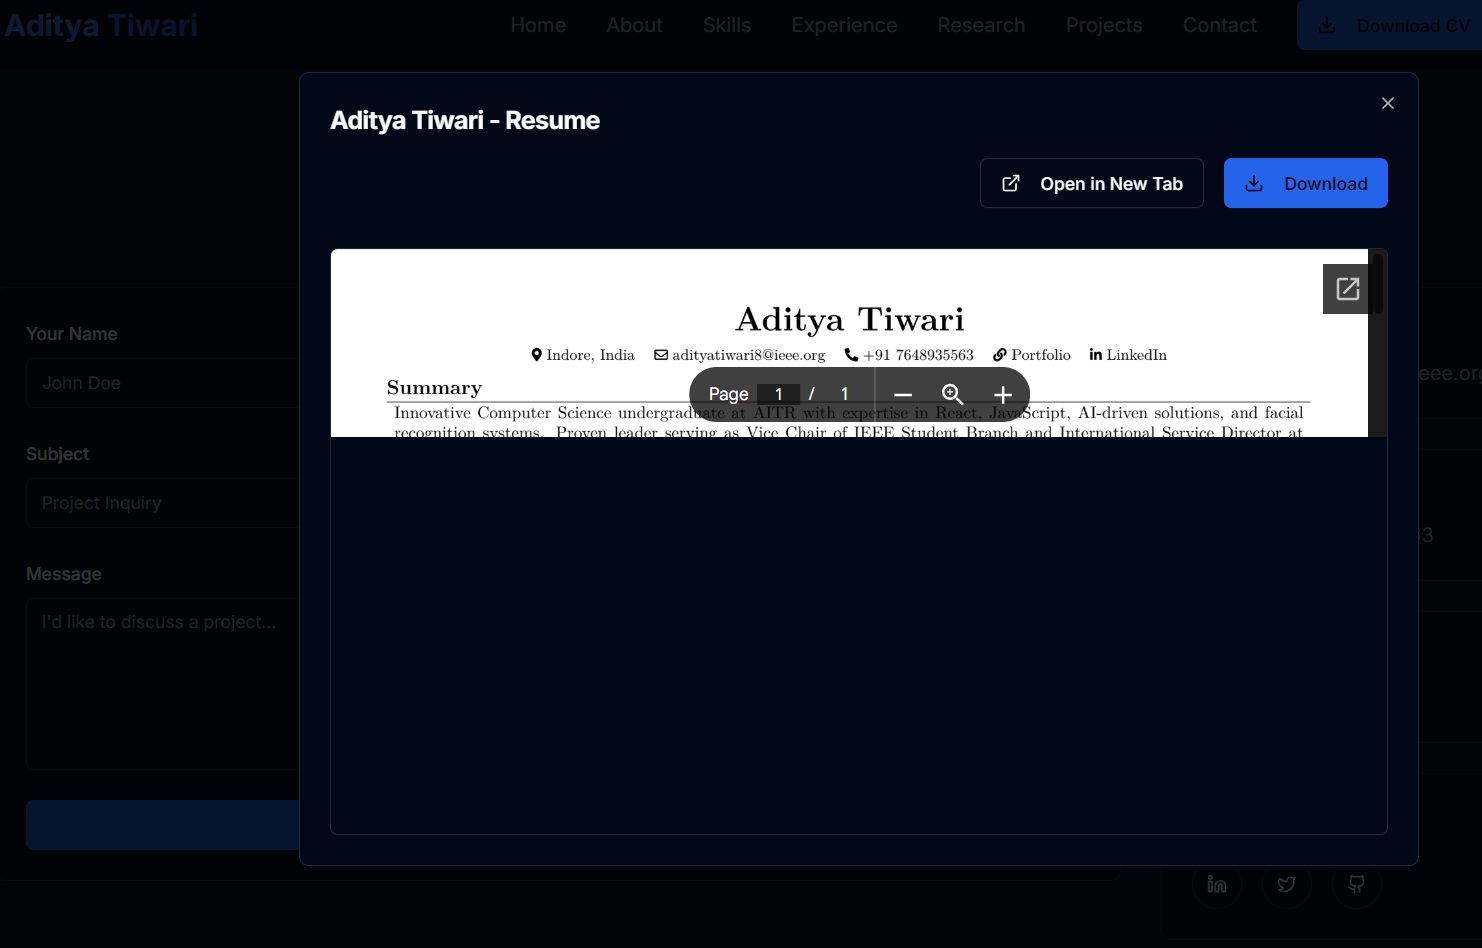 Aditya Tiwari
Home About Skills Experience Research Projects Contact Download CV
Aditya Tiwari - Resume
Open in New Tab Download
Aditya Tiwari
Indore, India adityatiwari8@ieee.org +91 7648935563 Portfolio LinkedIn
Summary
Page 1 / 1
Innovative Computer Science undergraduate at AITR with expertise in React, JavaScript, AI-driven solutions, and facial
recognition systems. Proven leader serving as Vice Chair of IEEE Student Branch and International Service Director at
Your Name
John Doe
eee.org
Subject
Project Inquiry
Message
I'd like to discuss a project...